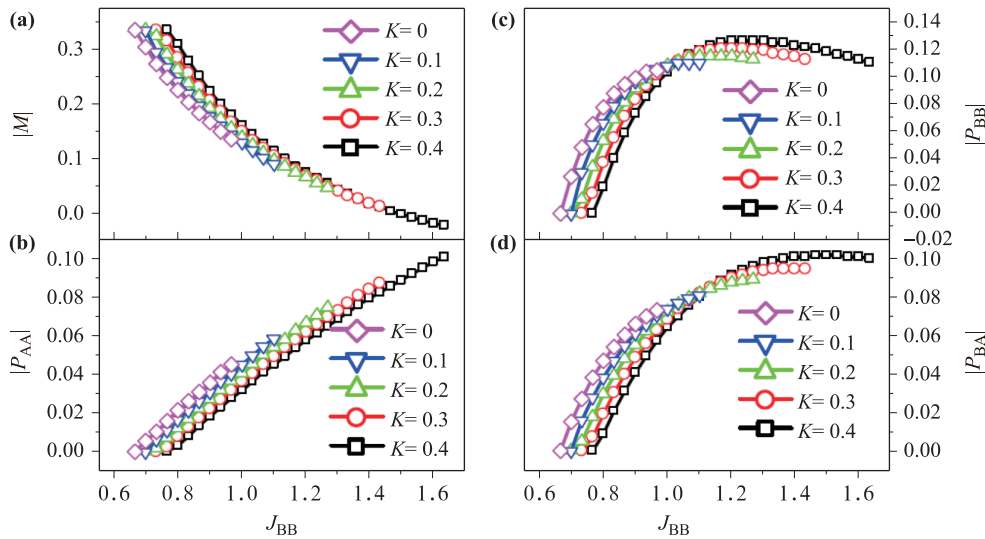 (a)
0.3
0.2
0.1
0.0
|M|
K= 0
K= 0.1
K= 0.2
K= 0.3
K= 0.4
(b)
0.10
0.08
0.06
0.04
0.02
0.00
|P_AA|
K= 0
K= 0.1
K= 0.2
K= 0.3
K= 0.4
0.6 0.8 1.0 1.2 1.4 1.6
J_BB
(c)
0.14
0.12
0.10
0.08
0.06
0.04
0.02
0.00
−0.02
|P_BB|
K= 0
K= 0.1
K= 0.2
K= 0.3
K= 0.4
(d)
0.10
0.08
0.06
0.04
0.02
0.00
|P_BA|
K= 0
K= 0.1
K= 0.2
K= 0.3
K= 0.4
0.6 0.8 1.0 1.2 1.4 1.6
J_BB